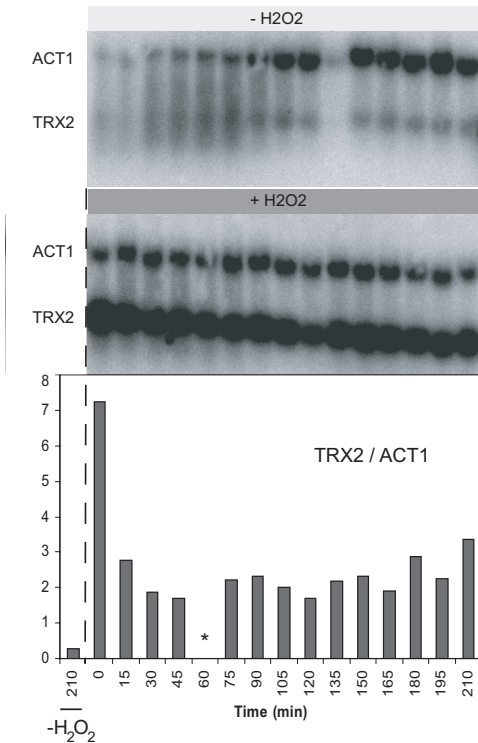 - H2O2
ACT1
TRX2
+ H2O2
ACT1
TRX2
TRX2 / ACT1
8
7
6
5
4
3
2
1
0
*
210 0 15 30 45 60 75 90 105 120 135 150 165 180 195 210
Time (min)
-H₂O₂